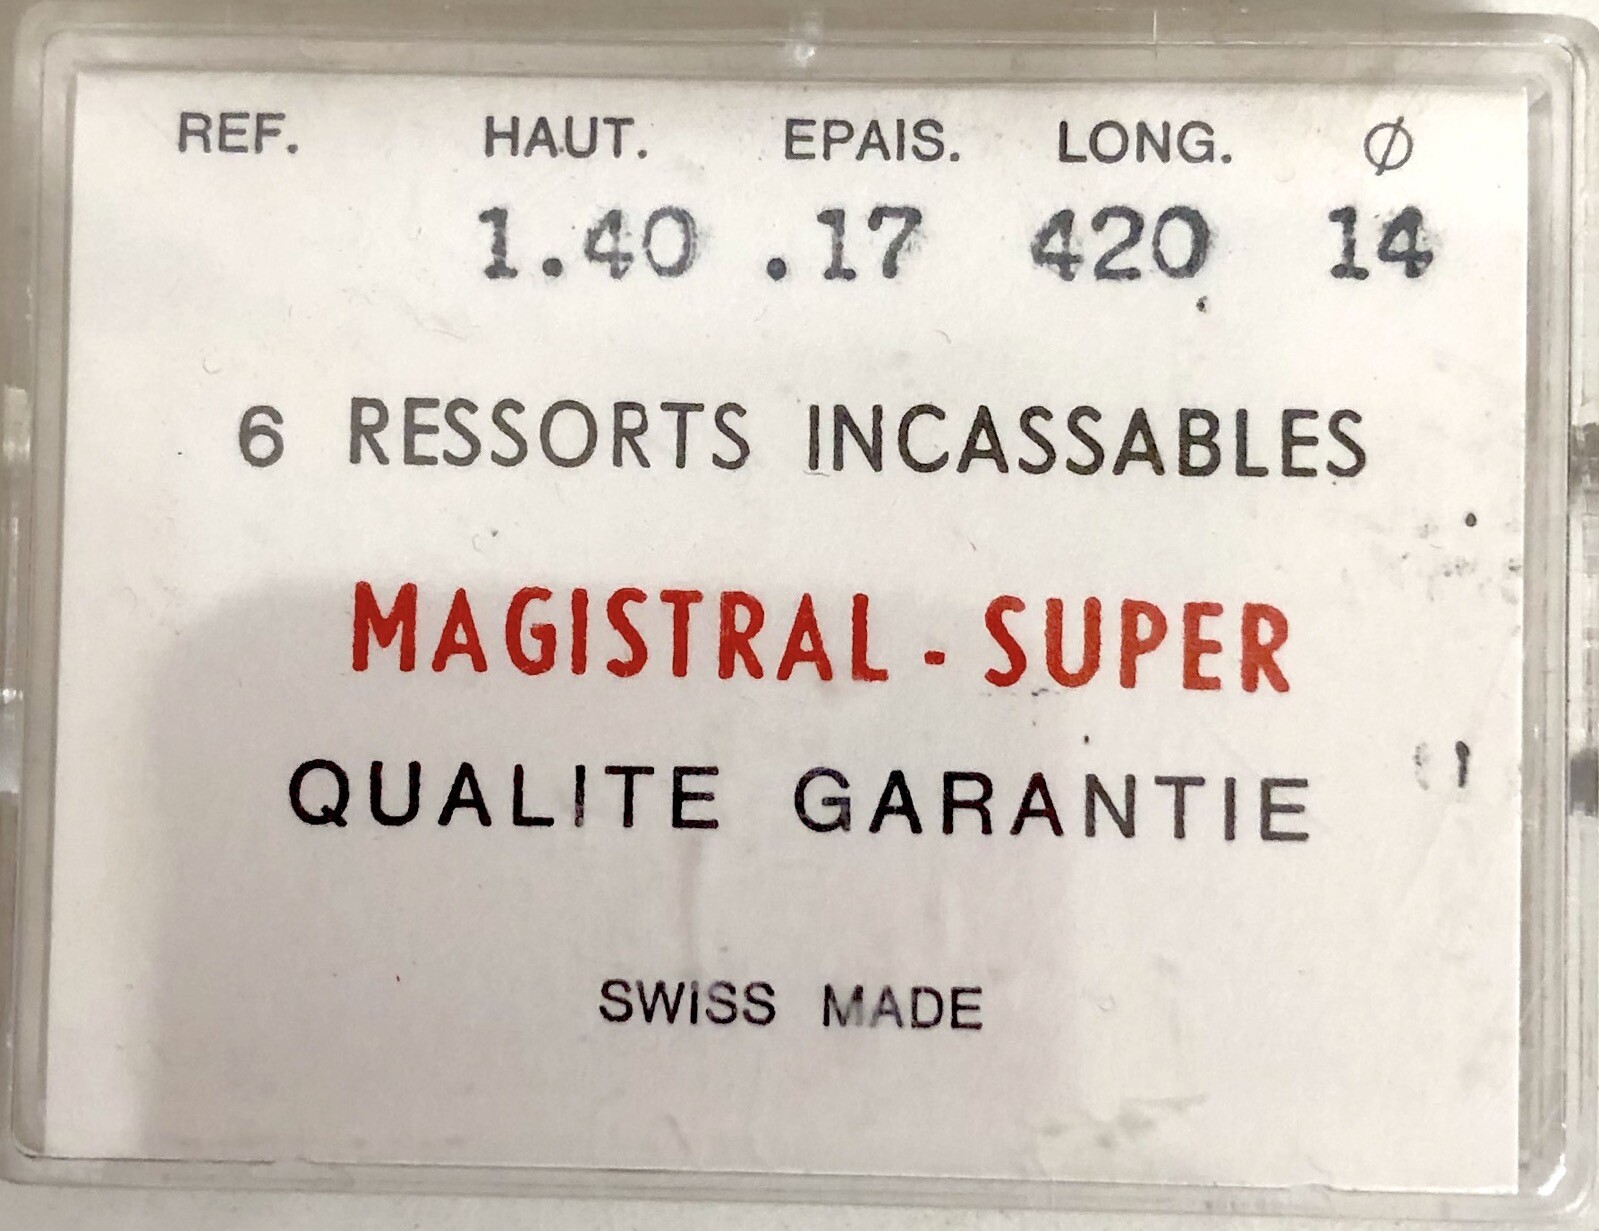 REF. HAUT. EPAIS. LONG. Ø
1.40 .17 420 14
6 RESSORTS INCASSABLES
MAGISTRAL - SUPER
QUALITE GARANTIE
SWISS MADE